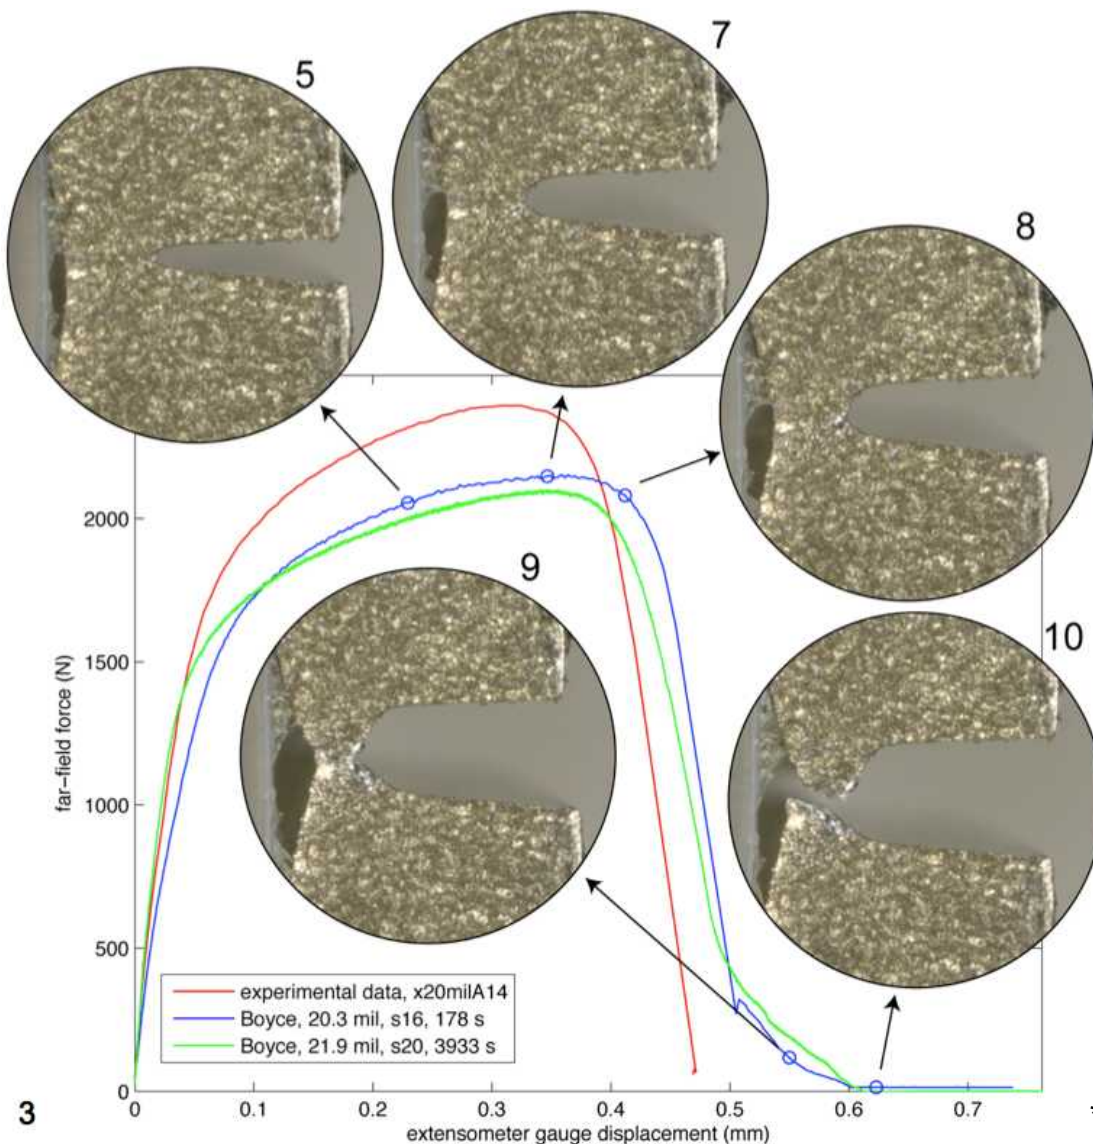 7
5
8
2000
9
10
1500
far-field force (N)
1000
500
experimental data, x20milA14
Boyce, 20.3 mil, s16, 178 s
Boyce, 21.9 mil, s20, 3933 s
0
0 0.1 0.2 0.3 0.4 0.5 0.6 0.7
3
extensometer gauge displacement (mm)